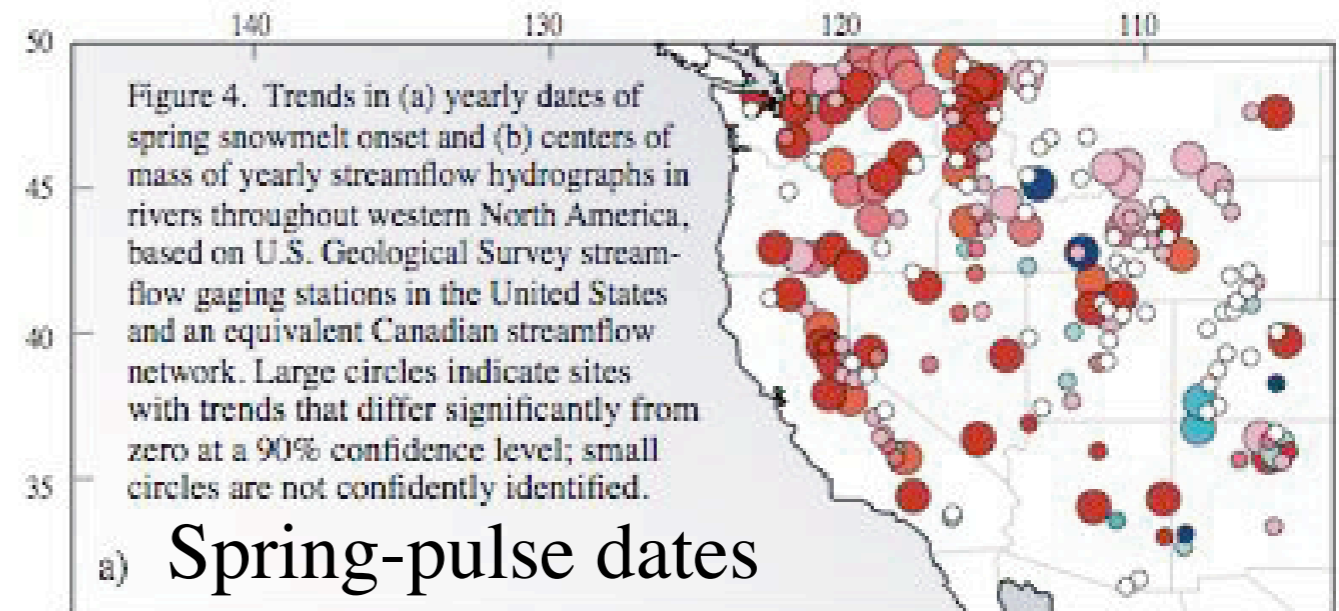 140 130 120 110
50
Figure 4. Trends in (a) yearly dates of
spring snowmelt onset and (b) centers of
mass of yearly streamflow hydrographs in
45
rivers throughout western North America,
based on U.S. Geological Survey stream-
flow gaging stations in the United States
and an equivalent Canadian streamflow
40
network. Large circles indicate sites
with trends that differ significantly from
zero at a 90% confidence level; small
circles are not confidently identified.
35
a) Spring-pulse dates